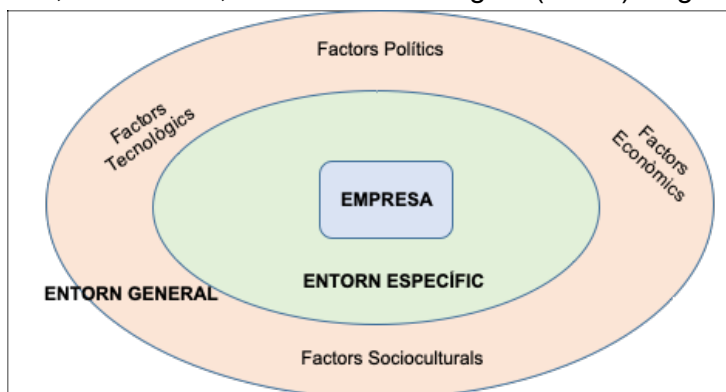 Factors Polítics
Factors
Tecnològics
Factors
Econòmics
EMPRESA
ENTORN ESPECÍFIC
ENTORN GENERAL
Factors Socioculturals